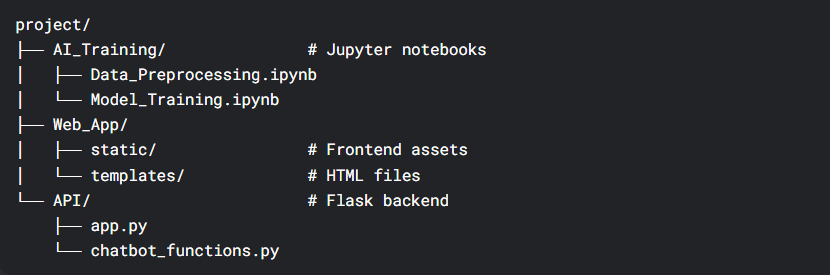 project/
├── AI_Training/               # Jupyter notebooks
│   ├── Data_Preprocessing.ipynb
│   └── Model_Training.ipynb
├── Web_App/
│   ├── static/                # Frontend assets
│   └── templates/             # HTML files
└── API/                       # Flask backend
    ├── app.py
    └── chatbot_functions.py